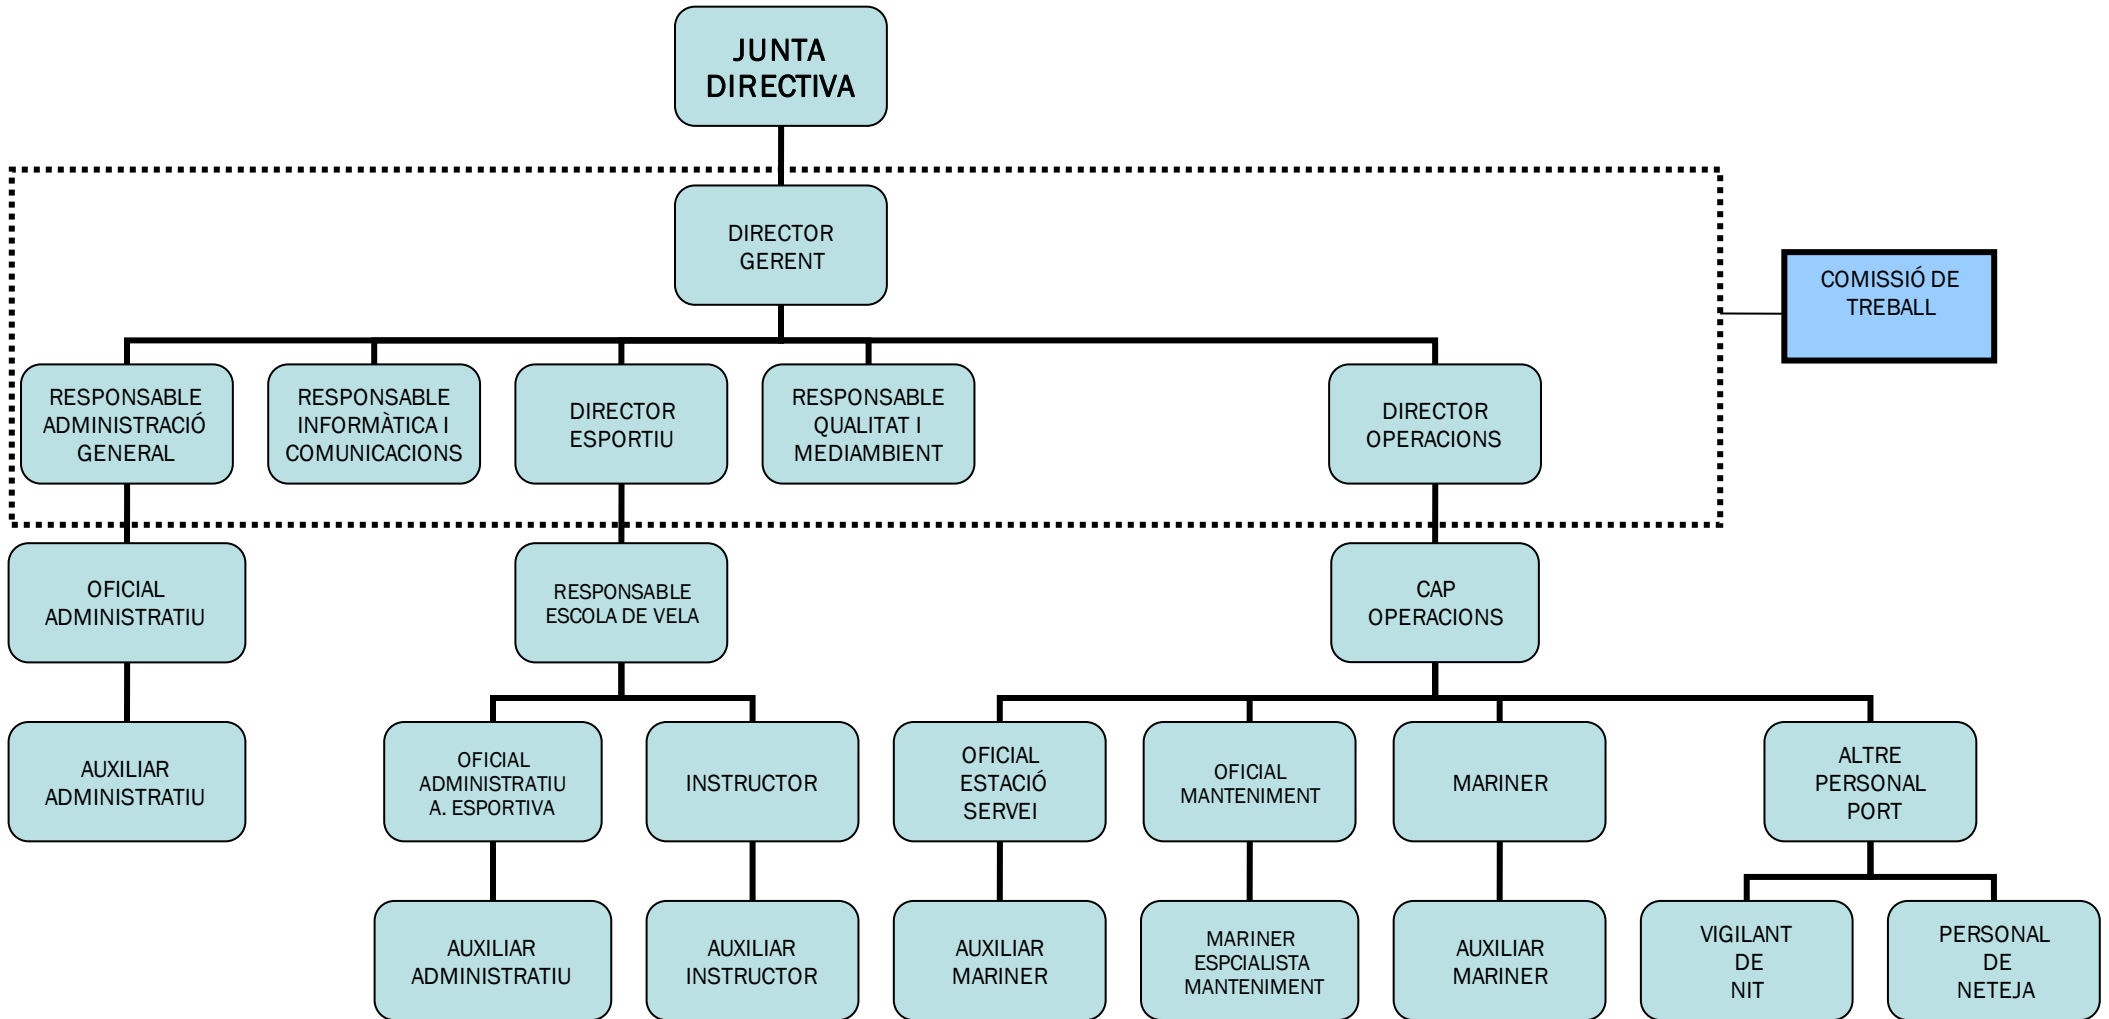 JUNTA
DIRECTIVA
DIRECTOR
GERENT
COMISSIÓ DE
TREBALL
RESPONSABLE
ADMINISTRACIÓ
GENERAL
RESPONSABLE
INFORMÀTICA I
COMUNICACIONS
DIRECTOR
ESPORTIU
RESPONSABLE
QUALITAT I
MEDIAMBIENT
DIRECTOR
OPERACIONS
OFICIAL
ADMINISTRATIU
RESPONSABLE
ESCOLA DE VELA
CAP
OPERACIONS
AUXILIAR
ADMINISTRATIU
OFICIAL
ADMINISTRATIU
A. ESPORTIVA
INSTRUCTOR
OFICIAL
ESTACIÓ
SERVEI
OFICIAL
MANTENIMENT
MARINER
ALTRE
PERSONAL
PORT
AUXILIAR
ADMINISTRATIU
AUXILIAR
INSTRUCTOR
AUXILIAR
MARINER
MARINER
ESPCIALISTA
MANTENIMENT
AUXILIAR
MARINER
VIGILANT
DE
NIT
PERSONAL
DE
NETEJA